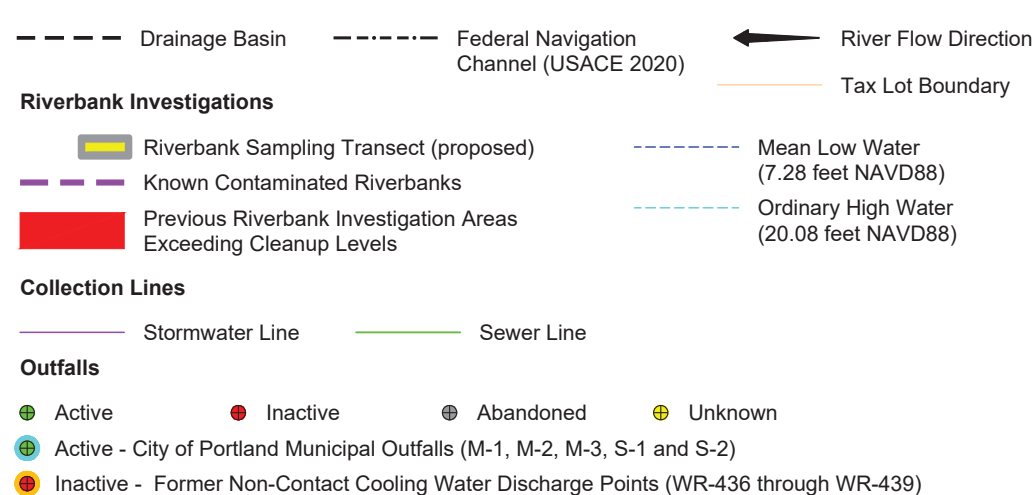 Drainage Basin
Federal Navigation
Channel (USACE 2020)
River Flow Direction
Tax Lot Boundary
Riverbank Investigations
Riverbank Sampling Transect (proposed)
Known Contaminated Riverbanks
Previous Riverbank Investigation Areas
Exceeding Cleanup Levels
Mean Low Water
(7.28 feet NAVD88)
Ordinary High Water
(20.08 feet NAVD88)
Collection Lines
Stormwater Line
Sewer Line
Outfalls
Active
Inactive
Abandoned
Unknown
Active - City of Portland Municipal Outfalls (M-1, M-2, M-3, S-1 and S-2)
Inactive -  Former Non-Contact Cooling Water Discharge Points (WR-436 through WR-439)